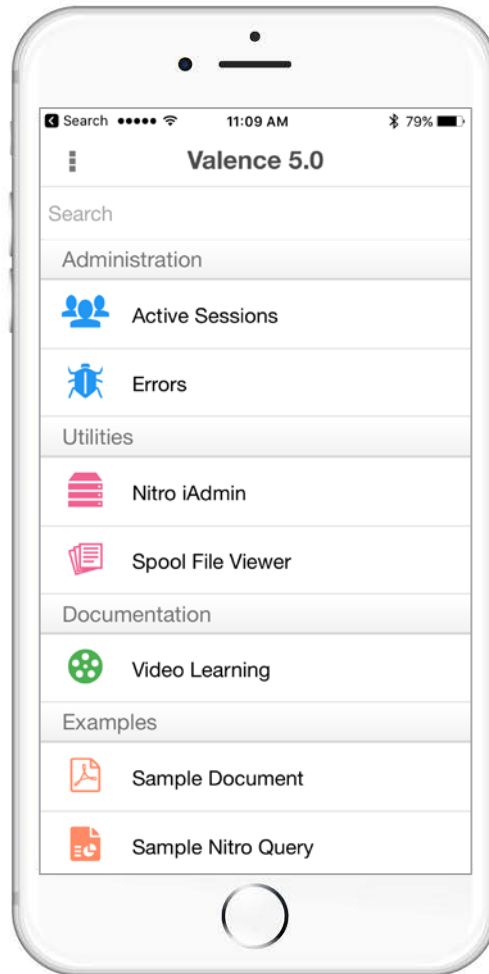 Search 11:09 AM 79%
Valence 5.0
Search
Administration
Active Sessions
Errors
Utilities
Nitro iAdmin
Spool File Viewer
Documentation
Video Learning
Examples
Sample Document
Sample Nitro Query